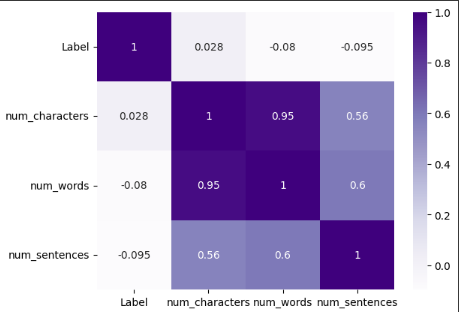 1.0
Label 1 0.028 -0.08 -0.095
0.8
num_characters 0.028 1 0.95 0.56
0.6
0.4
num_words -0.08 0.95 1 0.6
0.2
num_sentences -0.095 0.56 0.6 1
0.0
Label num_characters num_words num_sentences